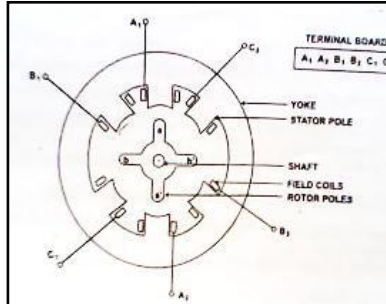 A₁
C₂
TERMINAL BOARD
A₁ A₂ B₁ B₂ C₁
B₁
YOKE
STATOR POLE
a
b
b'
SHAFT
FIELD COILS
a'
ROTOR POLES
B₂
C₁
A₂